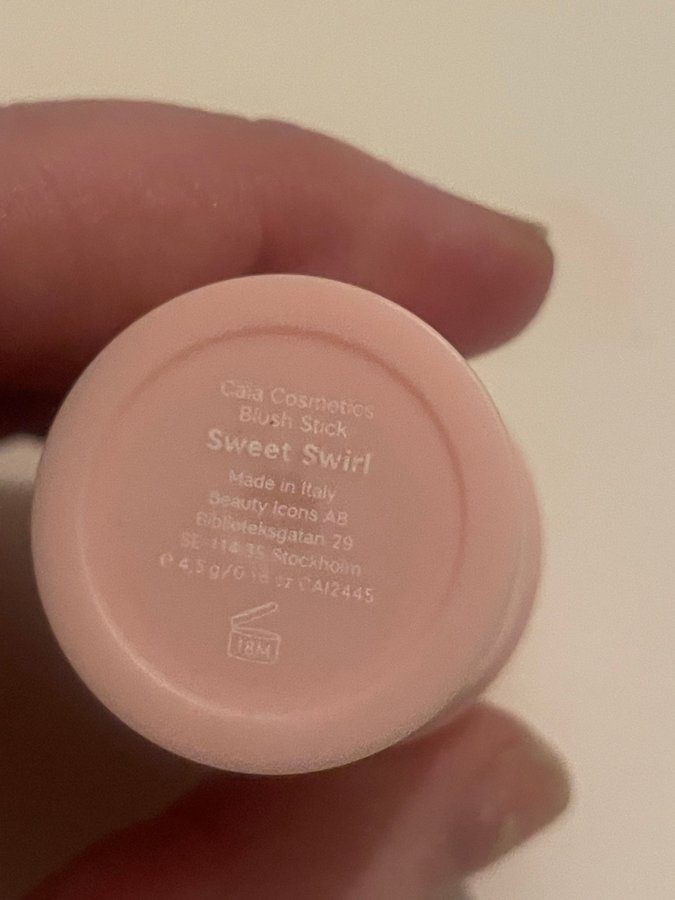 Caia Cosmetics
Blush Stick
Sweet Swirl
Made in Italy
Beauty Icons AB
Biblioteksgatan 29
SE-114 35 Stockholm
℮ 4,5 g/0.16 oz CAI2445
18M